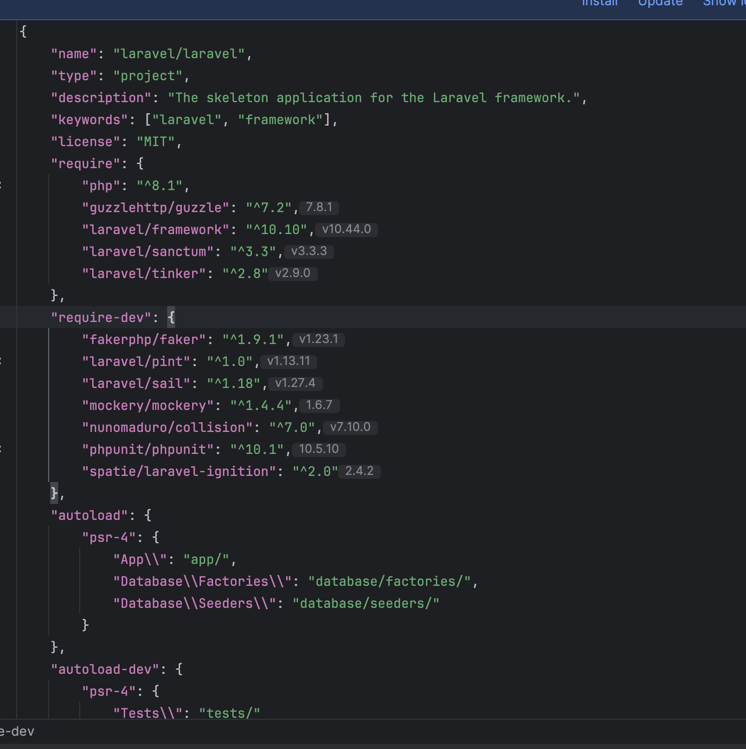 Install Update Show
{
"name": "laravel/laravel",
"type": "project",
"description": "The skeleton application for the Laravel framework.",
"keywords": ["laravel", "framework"],
"license": "MIT",
"require": {
"php": "^8.1",
"guzzlehttp/guzzle": "^7.2", 7.8.1
"laravel/framework": "^10.10", v10.44.0
"laravel/sanctum": "^3.3", v3.3.3
"laravel/tinker": "^2.8" v2.9.0
},
"require-dev": {
"fakerphp/faker": "^1.9.1", v1.23.1
"laravel/pint": "^1.0", v1.13.11
"laravel/sail": "^1.18", v1.27.4
"mockery/mockery": "^1.4.4", 1.6.7
"nunomaduro/collision": "^7.0", v7.10.0
"phpunit/phpunit": "^10.1", 10.5.10
"spatie/laravel-ignition": "^2.0" 2.4.2
},
"autoload": {
"psr-4": {
"App\\": "app/",
"Database\\Factories\\": "database/factories/",
"Database\\Seeders\\": "database/seeders/"
}
},
"autoload-dev": {
"psr-4": {
"Tests\\": "tests/"
e-dev